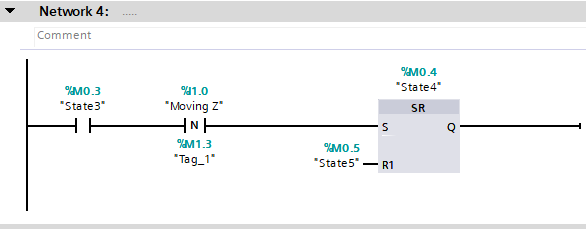 Network 4: .....
Comment
%M0.3
"State3"
%I1.0
"Moving Z"
N
%M1.3
"Tag_1"
%M0.4
"State4"
SR
S
Q
%M0.5
"State5"
R1